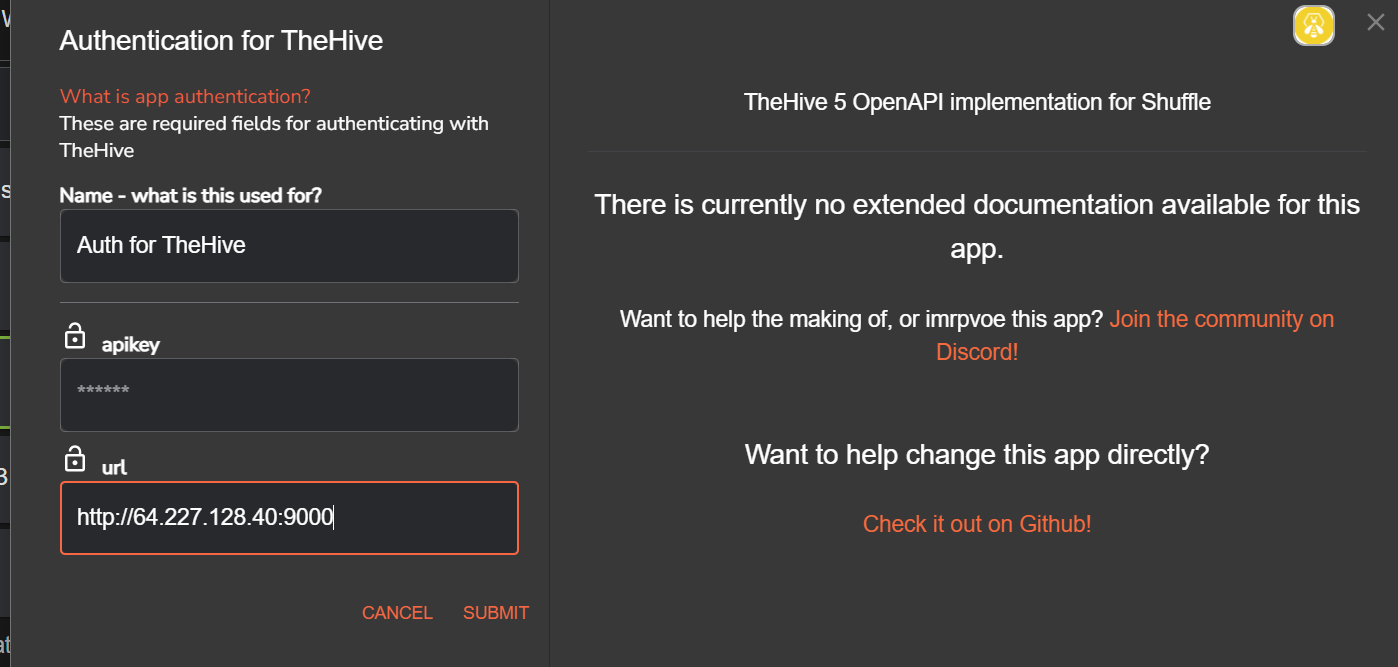 Authentication for TheHive
What is app authentication?
These are required fields for authenticating with
TheHive
Name - what is this used for?
Auth for TheHive
apikey
******
url
http://64.227.128.40:9000
CANCEL SUBMIT
TheHive 5 OpenAPI implementation for Shuffle
There is currently no extended documentation available for this
app.
Want to help the making of, or imrpvoe this app? Join the community on
Discord!
Want to help change this app directly?
Check it out on Github!